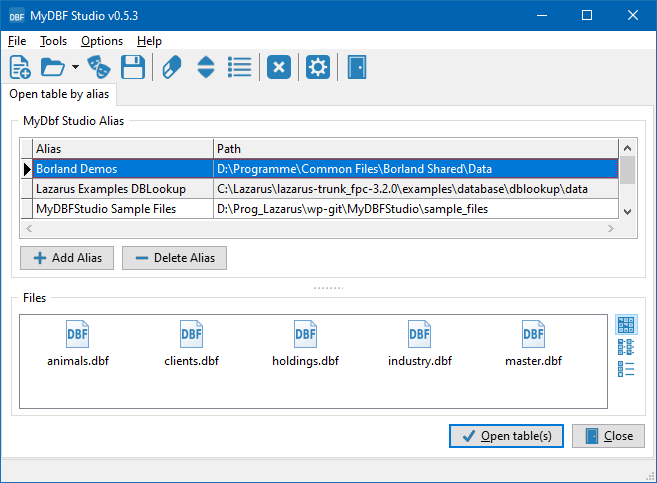 DBF MyDBF Studio v0.5.3
File Tools Options Help
Open table by alias
MyDbf Studio Alias
Alias Path
Borland Demos D:\Programme\Common Files\Borland Shared\Data
Lazarus Examples DBLookup C:\Lazarus\lazarus-trunk_fpc-3.2.0\examples\database\dblookup\data
MyDBFStudio Sample Files D:\Prog_Lazarus\wp-git\MyDBFStudio\sample_files
Add Alias Delete Alias
Files
DBF DBF DBF DBF DBF
animals.dbf clients.dbf holdings.dbf industry.dbf master.dbf
Open table(s) Close